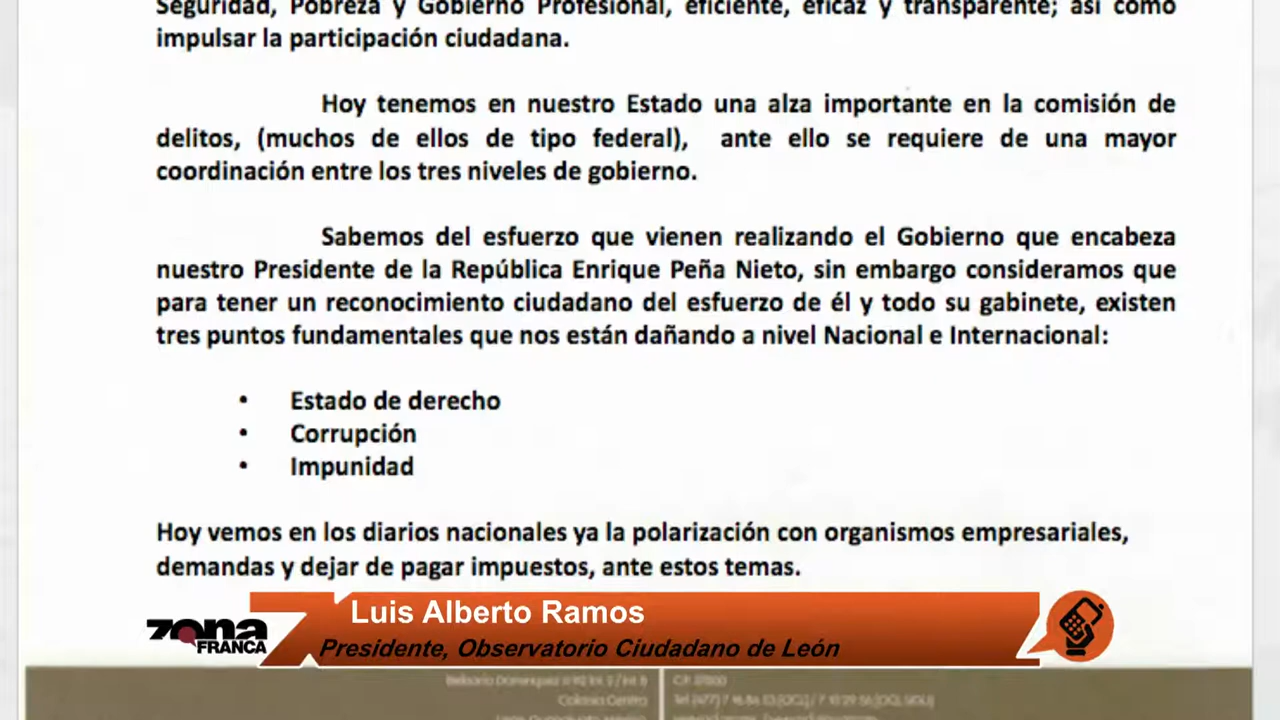 Seguridad, Pobreza y Gobierno Profesional, eficiente, eficaz y transparente; así como
impulsar la participación ciudadana.
Hoy tenemos en nuestro Estado una alza importante en la comisión de
delitos, (muchos de ellos de tipo federal), ante ello se requiere de una mayor
coordinación entre los tres niveles de gobierno.
Sabemos del esfuerzo que vienen realizando el Gobierno que encabeza
nuestro Presidente de la República Enrique Peña Nieto, sin embargo consideramos que
para tener un reconocimiento ciudadano del esfuerzo de él y todo su gabinete, existen
tres puntos fundamentales que nos están dañando a nivel Nacional e Internacional:
• Estado de derecho
• Corrupción
• Impunidad
Hoy vemos en los diarios nacionales ya la polarización con organismos empresariales,
demandas y dejar de pagar impuestos, ante estos temas.
zona
FRANCA
Luis Alberto Ramos
Presidente, Observatorio Ciudadano de León
Belisario Domínguez
Colonia Centro